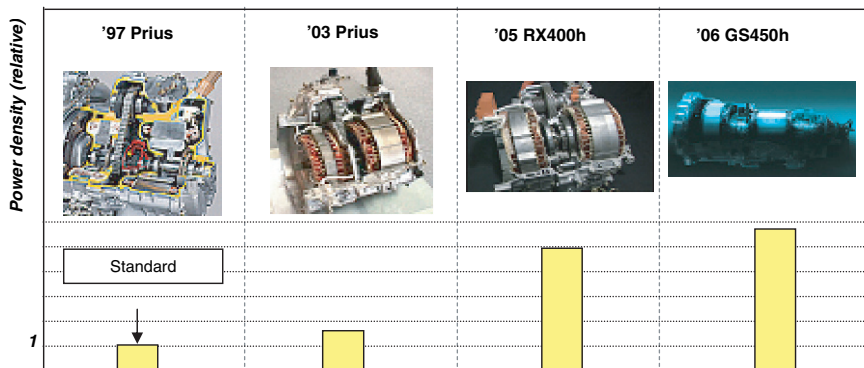 Power density (relative)
'97 Prius
'03 Prius
'05 RX400h
'06 GS450h
Standard
1